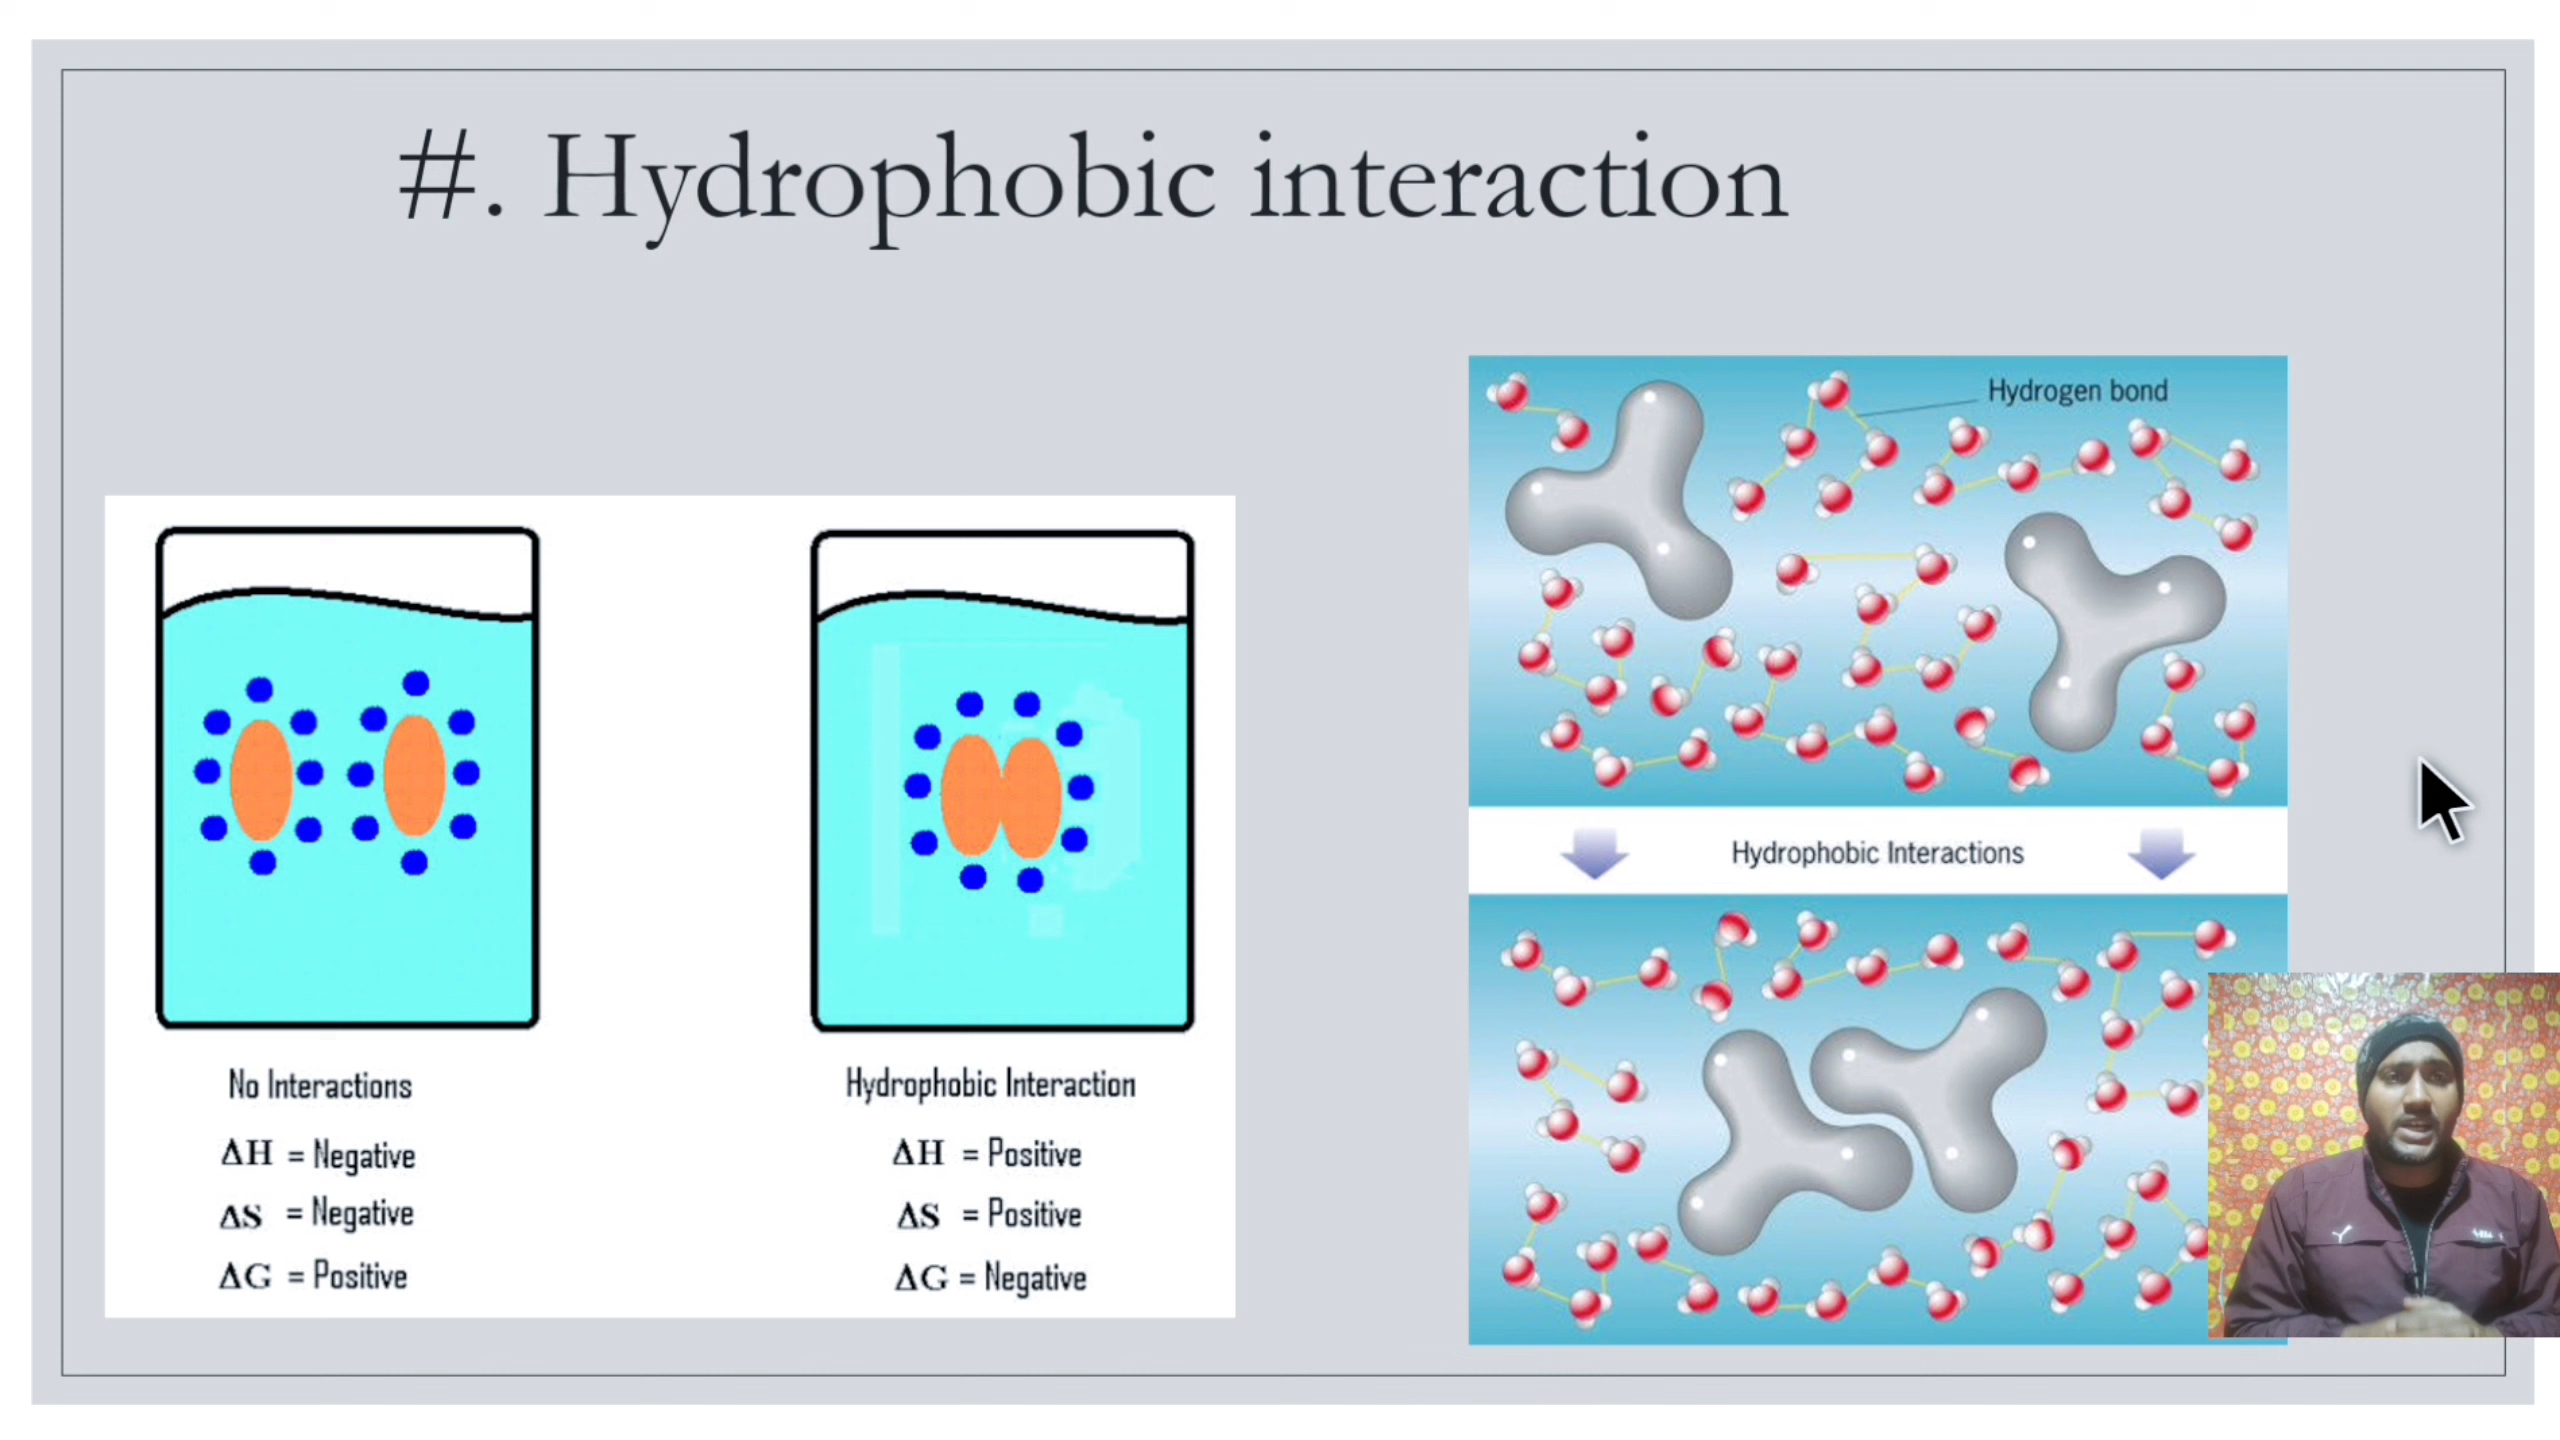 #. Hydrophobic interaction
No Interactions
ΔH = Negative
ΔS = Negative
ΔG = Positive
Hydrophobic Interaction
ΔH = Positive
ΔS = Positive
ΔG = Negative
Hydrogen bond
Hydrophobic Interactions